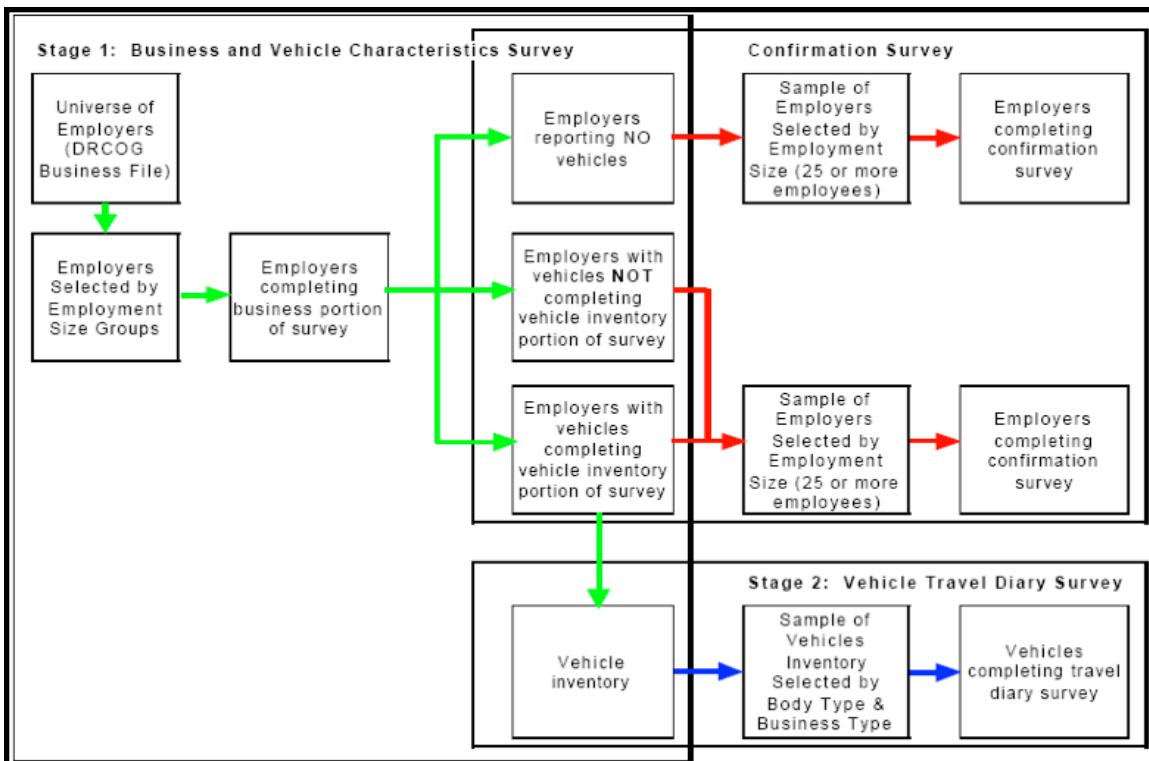 Stage 1: Business and Vehicle Characteristics Survey
Confirmation Survey
Universe of
Employers
(DRCOG
Business File)
Employers
reporting NO
vehicles
Sample of
Employers
Selected by
Employment
Size (25 or more
employees)
Employers
completing
confirmation
survey
Employers
Selected by
Employment
Size Groups
Employers
completing
business portion
of survey
Employers with
vehicles NOT
completing
vehicle inventory
portion of survey
Employers with
vehicles
completing
vehicle inventory
portion of survey
Sample of
Employers
Selected by
Employment
Size (25 or more
employees)
Employers
completing
confirmation
survey
Stage 2: Vehicle Travel Diary Survey
Vehicle
inventory
Sample of
Vehicles
Inventory
Selected by
Body Type &
Business Type
Vehicles
completing travel
diary survey